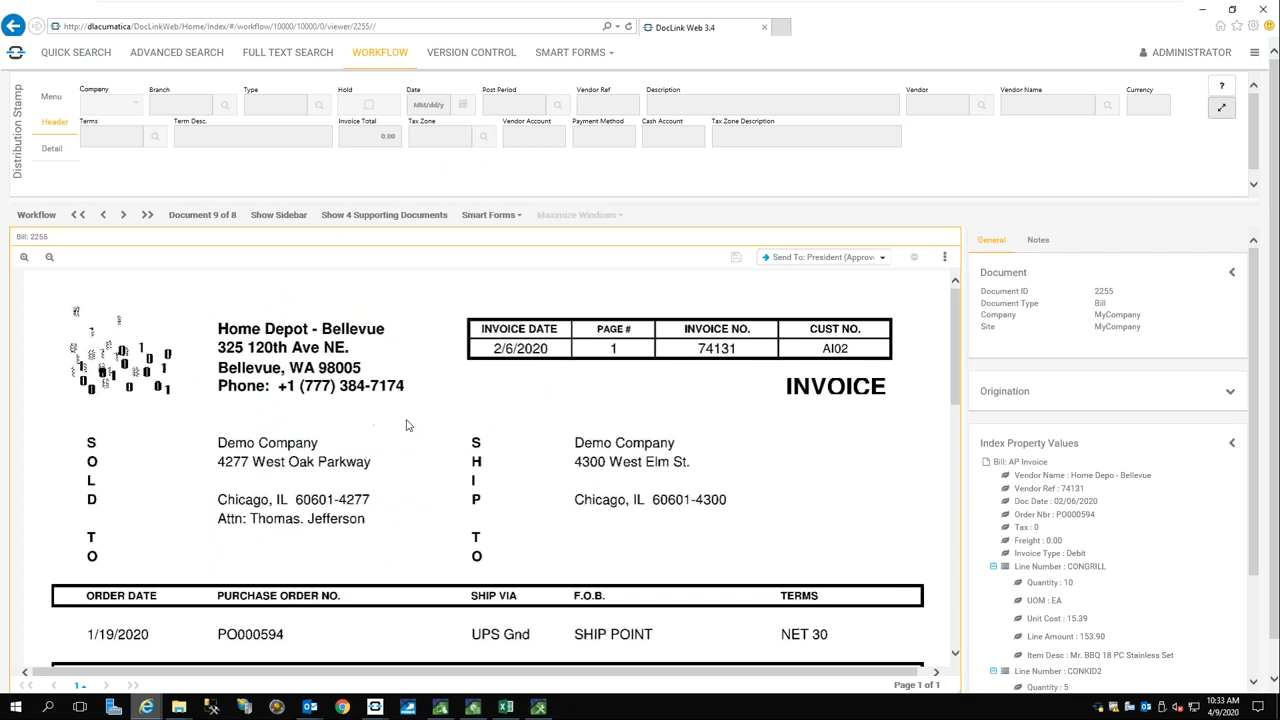 http://dlacumatica/DocLinkWeb/Home/Index/#/workflow/10000/10000/0/viewer/2255//
DocLink Web 3.4
QUICK SEARCH ADVANCED SEARCH FULL TEXT SEARCH WORKFLOW VERSION CONTROL SMART FORMS ADMINISTRATOR
Distribution Stamp
Menu
Header
Detail
Company Branch Type Hold Date Post Period Vendor Ref Description Vendor Vendor Name Currency
MM/dd/y
?
Terms Term Desc. Invoice Total Tax Zone Vendor Account Payment Method Cash Account Tax Zone Description
0.00
Workflow Document 9 of 8 Show Sidebar Show 4 Supporting Documents Smart Forms Maximize Windows
Bill: 2255
Send To: President (Approv
Home Depot - Bellevue
325 120th Ave NE.
Bellevue, WA 98005
Phone: +1 (777) 384-7174
INVOICE DATE PAGE # INVOICE NO. CUST NO.
2/6/2020 1 74131 AI02
INVOICE
SOLD TO
Demo Company
4277 West Oak Parkway
Chicago, IL 60601-4277
Attn: Thomas. Jefferson
SHIP TO
Demo Company
4300 West Elm St.
Chicago, IL 60601-4300
ORDER DATE PURCHASE ORDER NO. SHIP VIA F.O.B. TERMS
1/19/2020 PO000594 UPS Gnd SHIP POINT NET 30
1
Page 1 of 1
General Notes
Document
Document ID 2255
Document Type Bill
Company MyCompany
Site MyCompany
Origination
Index Property Values
Bill: AP Invoice
Vendor Name : Home Depo - Bellevue
Vendor Ref : 74131
Doc Date : 02/06/2020
Order Nbr : PO000594
Tax : 0
Freight : 0.00
Invoice Type : Debit
Line Number : CONGRILL
Quantity : 10
UOM : EA
Unit Cost : 15.39
Line Amount : 153.90
Item Desc : Mr. BBQ 18 PC Stainless Set
Line Number : CONKID2
Quantity : 5
10:33 AM
4/9/2020